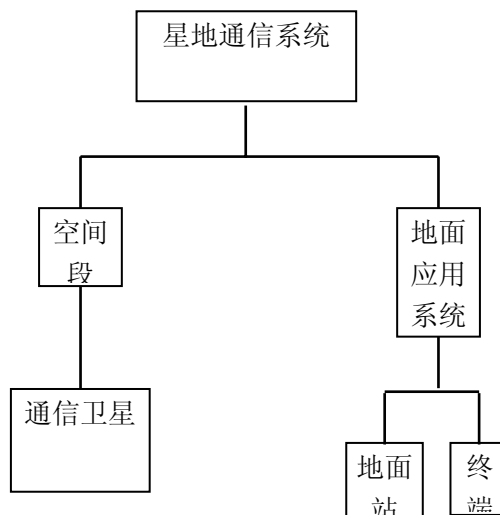 星地通信系统
空间
段
地面
应用
系统
通信卫星
地面
站
终
端